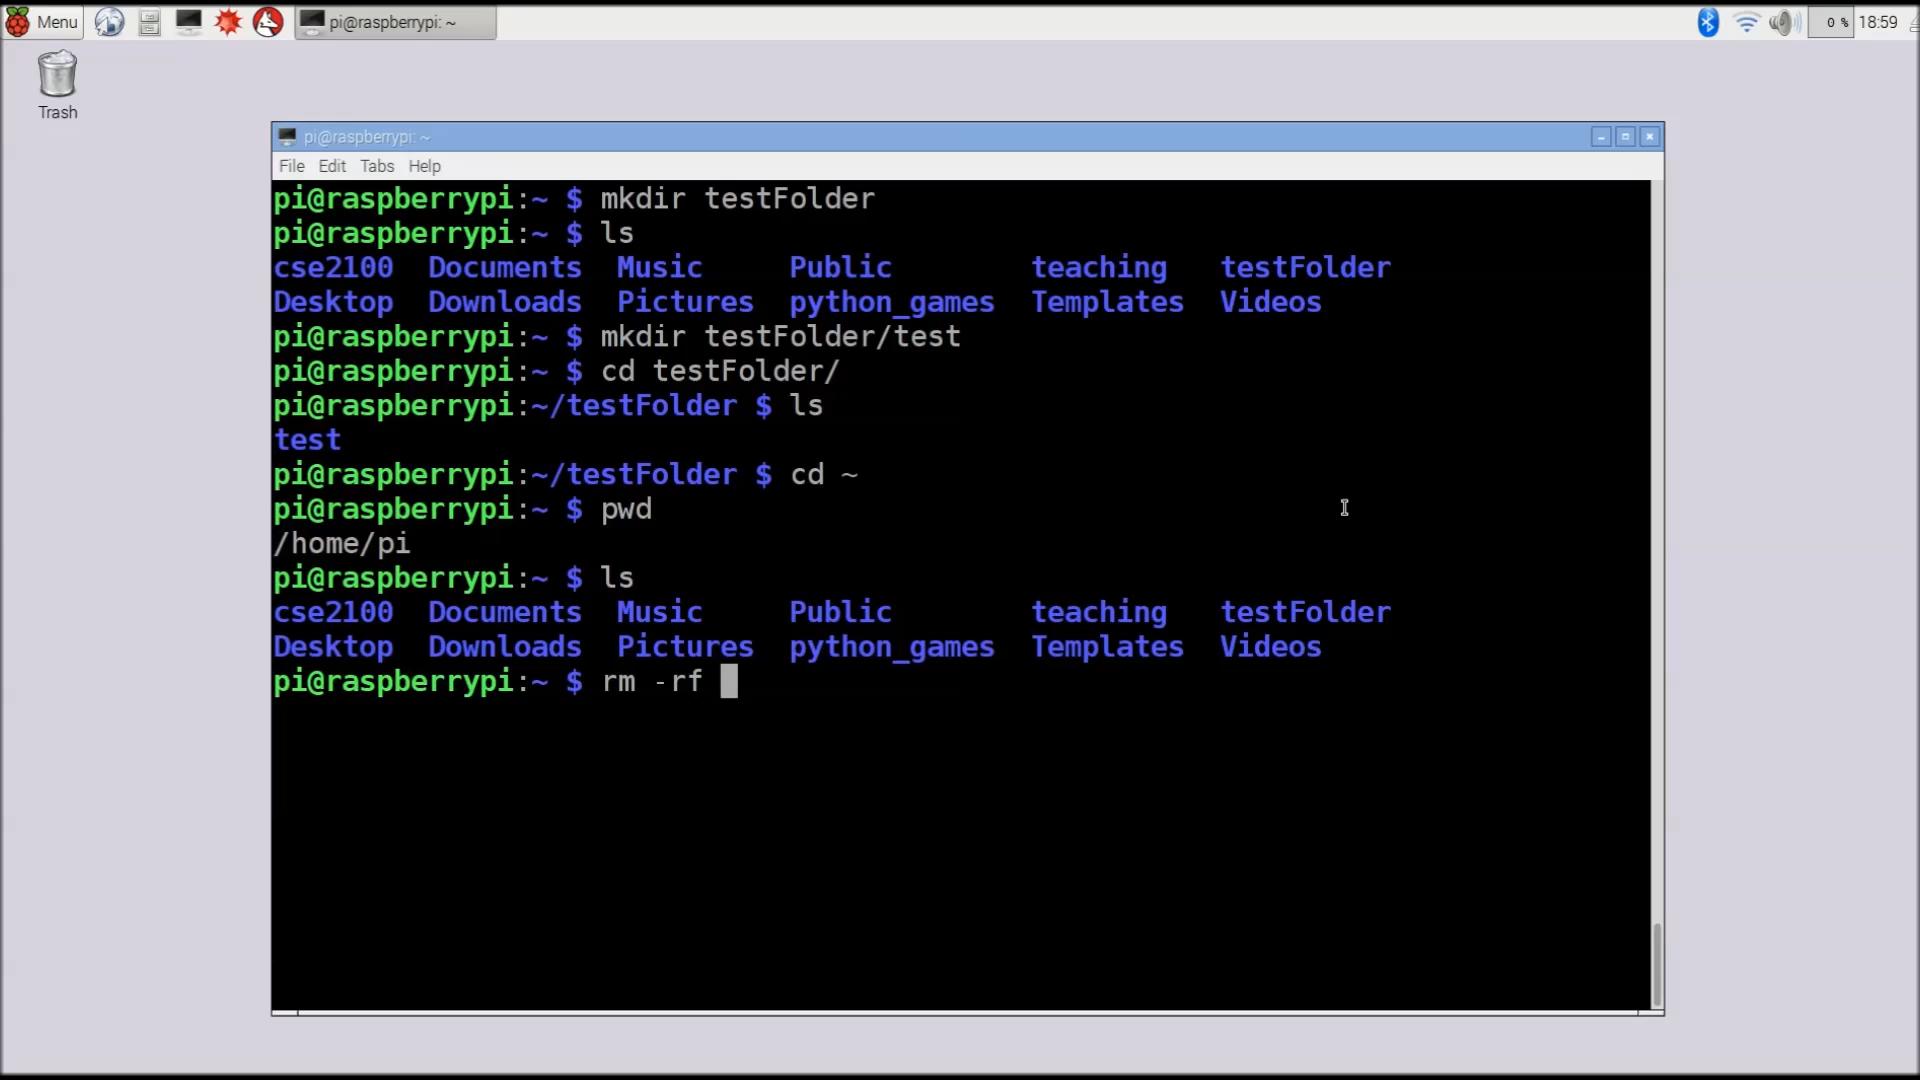 Menu pi@raspberrypi: ~ 0 % 18:59
Trash
pi@raspberrypi: ~
File Edit Tabs Help
pi@raspberrypi:~ $ mkdir testFolder
pi@raspberrypi:~ $ ls
cse2100 Documents Music Public teaching testFolder
Desktop Downloads Pictures python_games Templates Videos
pi@raspberrypi:~ $ mkdir testFolder/test
pi@raspberrypi:~ $ cd testFolder/
pi@raspberrypi:~/testFolder $ ls
test
pi@raspberrypi:~/testFolder $ cd ~
pi@raspberrypi:~ $ pwd
/home/pi
pi@raspberrypi:~ $ ls
cse2100 Documents Music Public teaching testFolder
Desktop Downloads Pictures python_games Templates Videos
pi@raspberrypi:~ $ rm -rf